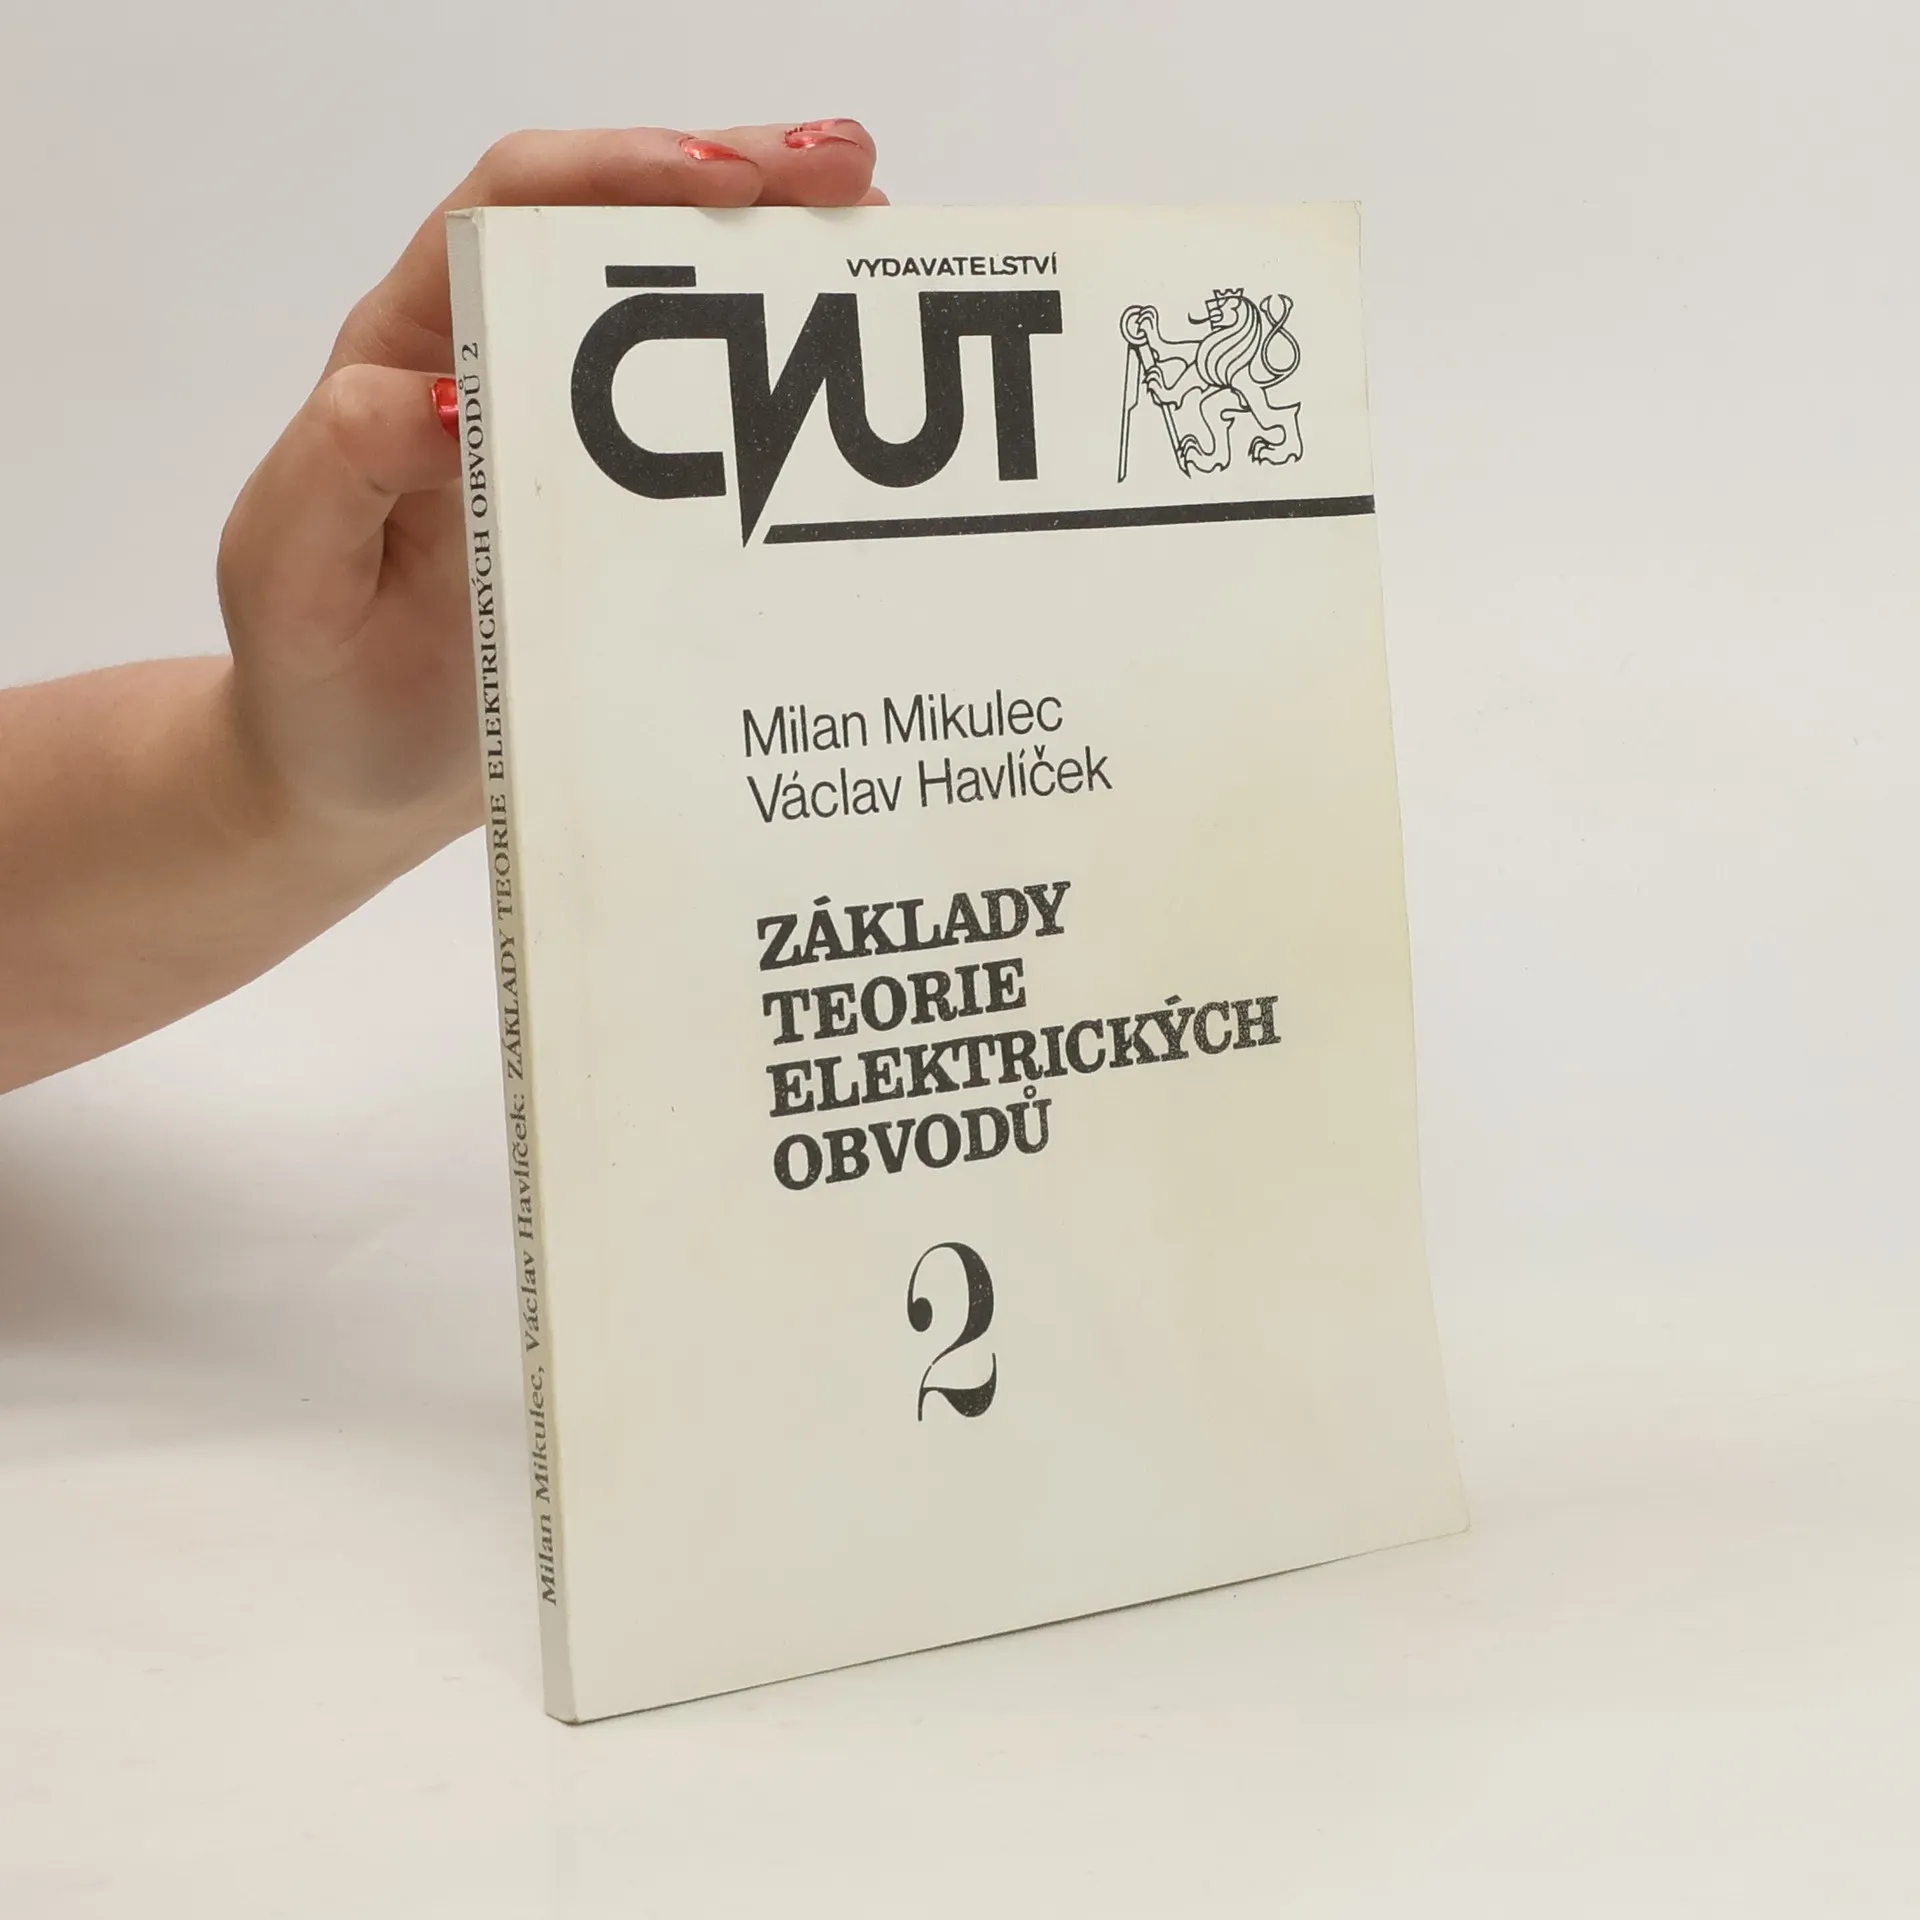 VYDAVATELSTVÍ
ČVUT
Milan Mikulec
Václav Havlíček
ZÁKLADY
TEORIE
ELEKTRICKÝCH
OBVODŮ
2
Milan Mikulec, Václav Havlíček: ZÁKLADY TEORIE ELEKTRICKÝCH OBVODŮ 2